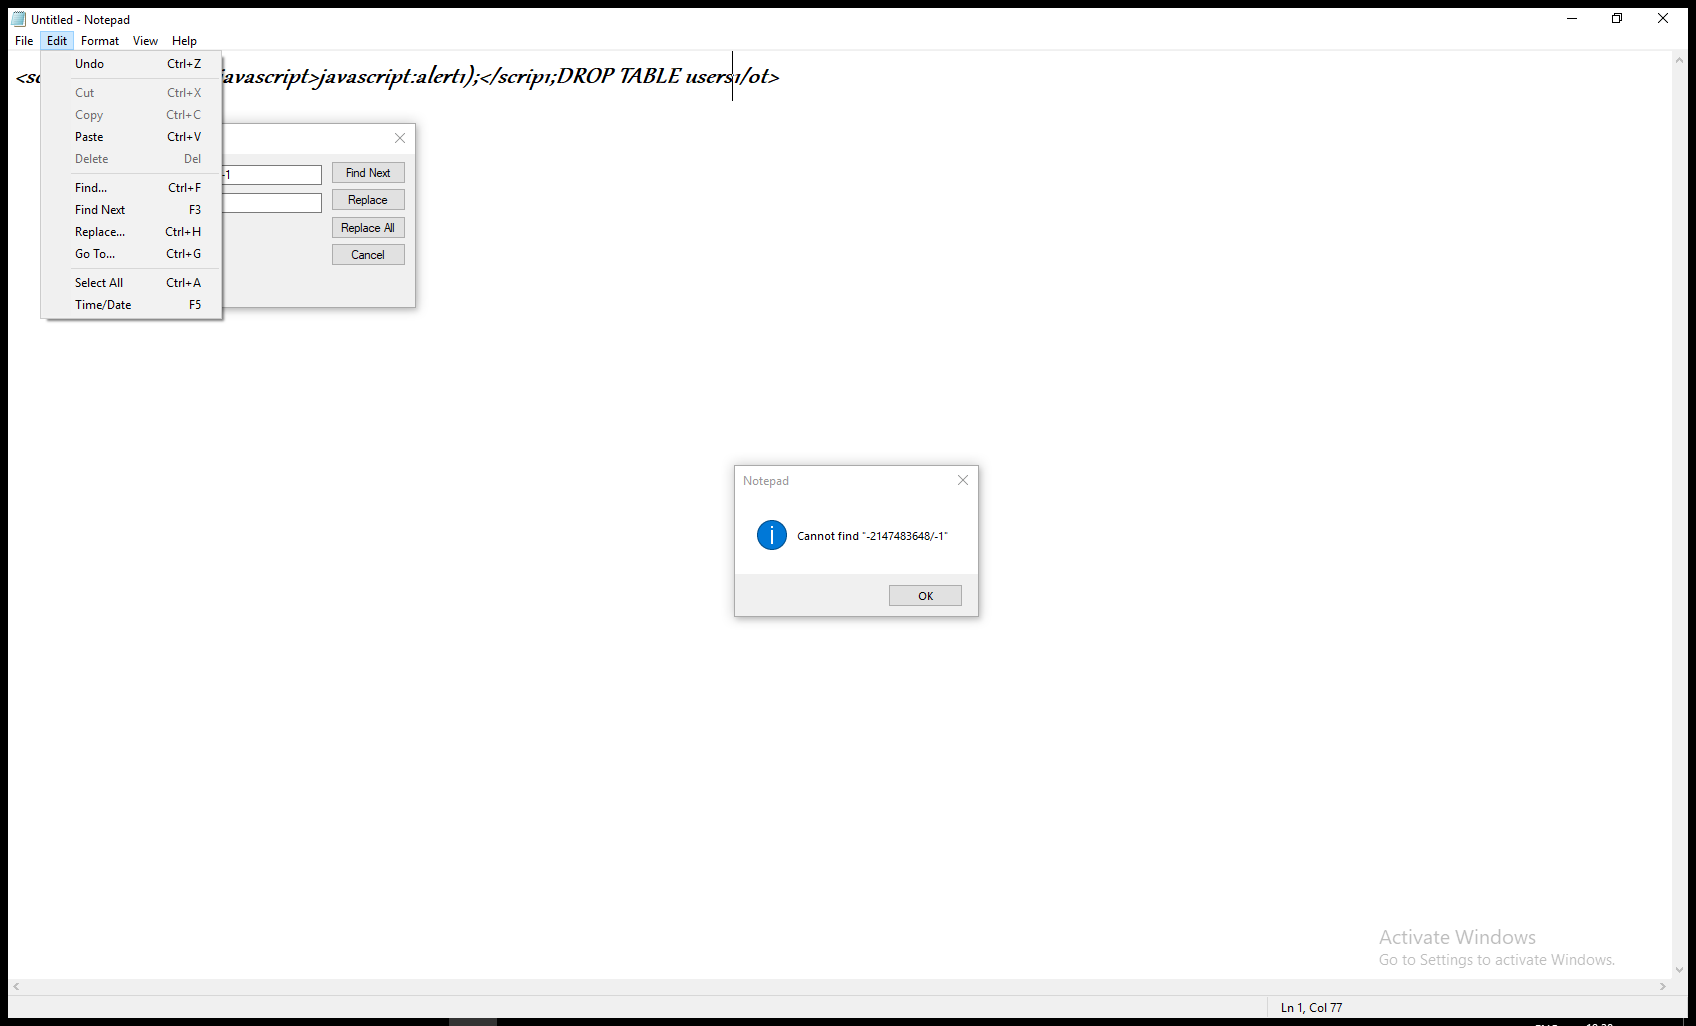 Untitled - Notepad
File Edit Format View Help
Undo Ctrl+Z
avascript>javascript:alert1);</scrip1;DROP TABLE users1/ot>
Cut Ctrl+X
Copy Ctrl+C
Paste Ctrl+V
Delete Del
-1 Find Next
Find... Ctrl+F
Replace
Find Next F3
Replace... Ctrl+H
Replace All
Go To... Ctrl+G
Cancel
Select All Ctrl+A
Time/Date F5
Notepad
Cannot find "-2147483648/-1"
OK
Activate Windows
Go to Settings to activate Windows.
Ln 1, Col 77